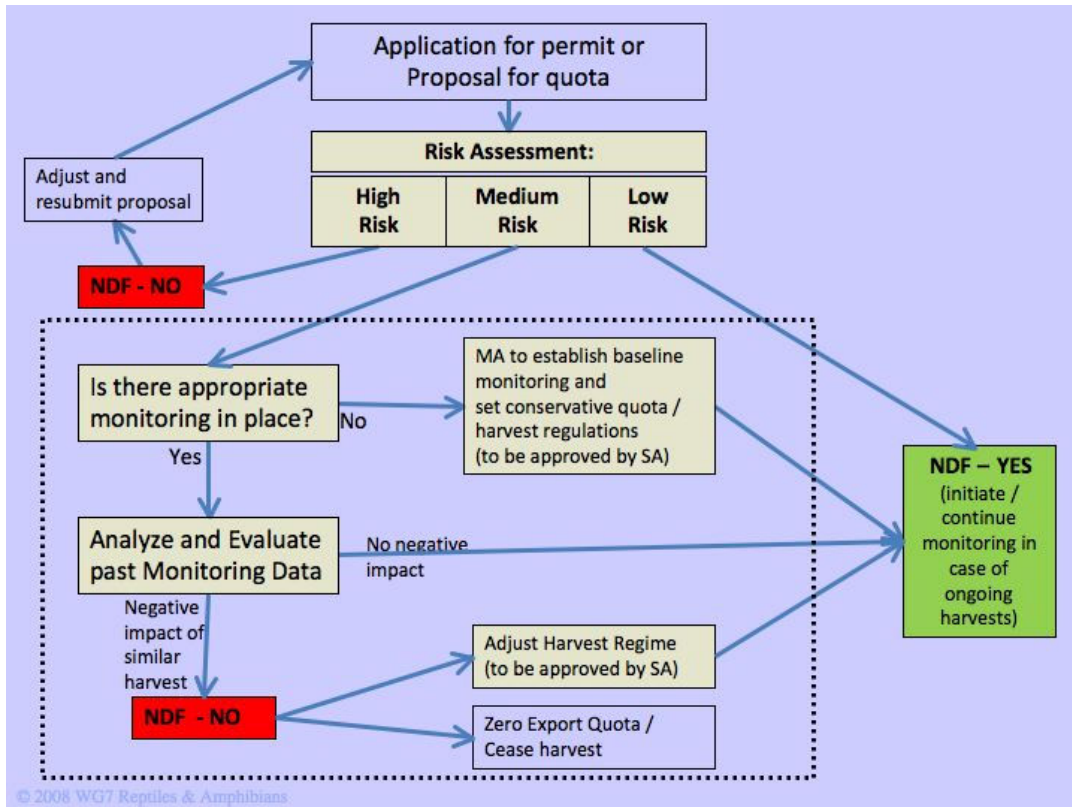 Application for permit or
Proposal for quota
Risk Assessment:
High
Risk
Medium
Risk
Low
Risk
Adjust and
resubmit proposal
NDF - NO
Is there appropriate
monitoring in place?
No
Yes
MA to establish baseline
monitoring and
set conservative quota /
harvest regulations
(to be approved by SA)
NDF – YES
(initiate /
continue
monitoring in
case of
ongoing
harvests)
Analyze and Evaluate
past Monitoring Data
No negative
impact
Negative
impact of
similar
harvest
Adjust Harvest Regime
(to be approved by SA)
NDF - NO
Zero Export Quota /
Cease harvest
© 2008 WG7 Reptiles & Amphibians